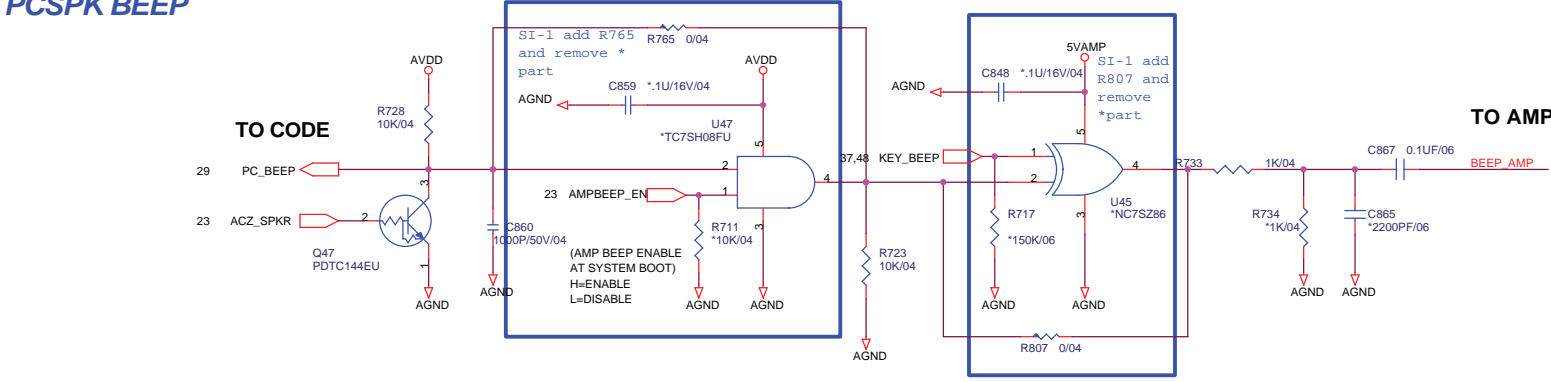 PCSPK BEEP
SI-1 add R765
and remove *
part
R765 0/04
AVDD
AVDD
5VAMP
SI-1 add
R807 and
remove
*part
C848 *.1U/16V/04
AGND
C859 *.1U/16V/04
AGND
R728
10K/04
U47
*TC7SH08FU
TO CODE
TO AMP
5
5
29 PC_BEEP
3
2
4
1
37,48
KEY_BEEP
1
2
4
R733 1K/04
C867 0.1UF/06
BEEP_AMP
23 AMPBEEP_EN
23 ACZ_SPKR
2
Q47
PDTC144EU
1
C860
1000P/50V/04
R711
*10K/04
3
(AMP BEEP ENABLE
AT SYSTEM BOOT)
H=ENABLE
L=DISABLE
R723
10K/04
R717
*150K/06
3
U45
*NC7SZ86
R734
*1K/04
C865
*2200PF/06
AGND
AGND
AGND
AGND
AGND
AGND
AGND
AGND
AGND
R807 0/04